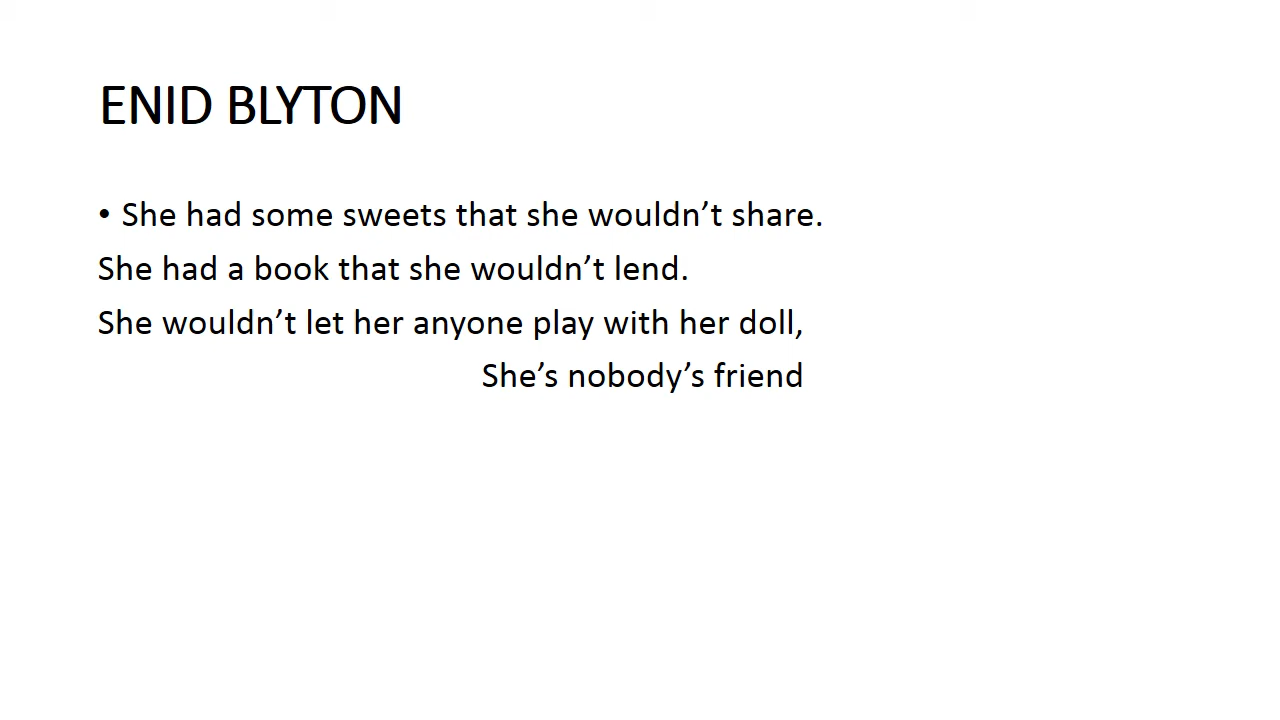 ENID BLYTON
• She had some sweets that she wouldn’t share.
She had a book that she wouldn’t lend.
She wouldn’t let her anyone play with her doll,
She’s nobody’s friend